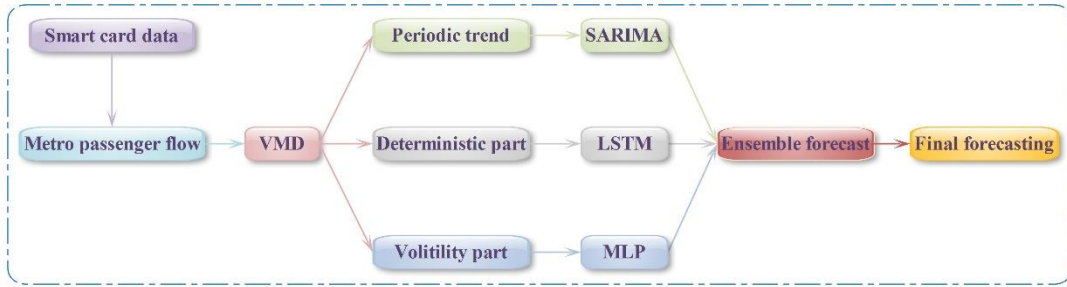 Smart card data
Periodic trend
SARIMA
Metro passenger flow
VMD
Deterministic part
LSTM
Ensemble forecast
Final forecasting
Volitility part
MLP